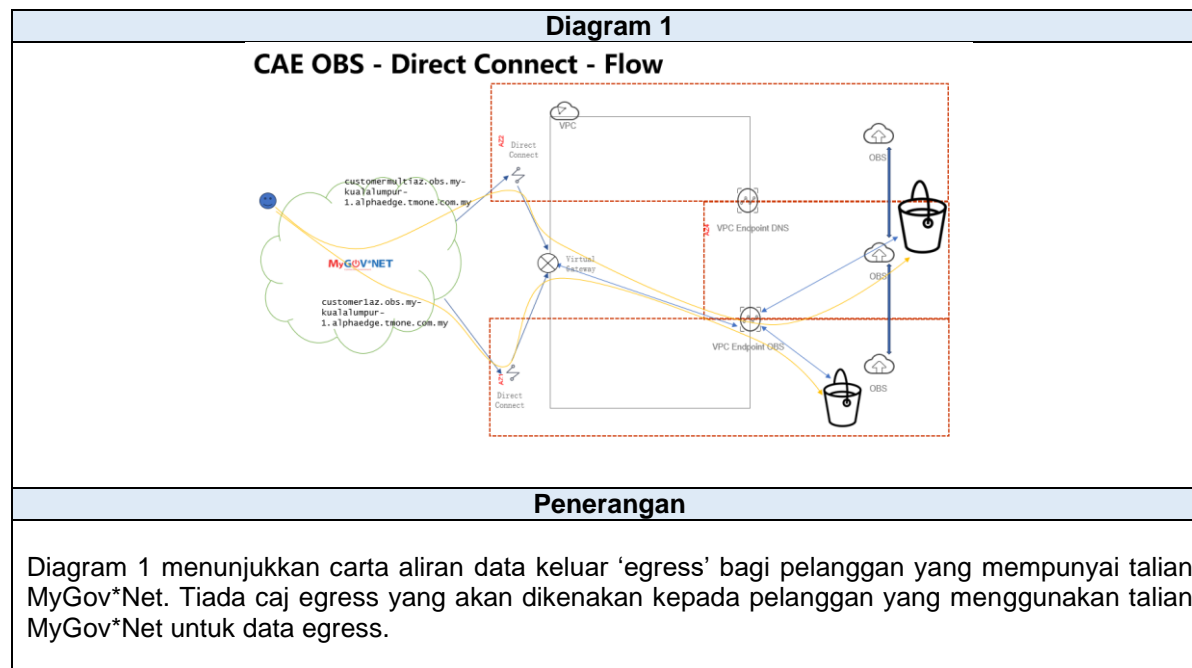 Diagram 1
CAE OBS - Direct Connect - Flow
VPC
AZ2
Direct
Connect
OBS
customermultiaz.obs.my-
kualalumpur-
1.alphaedge.tmone.com.my
AZ4
VPC Endpoint DNS
MyGOV*NET
Virtual
Gateway
OBS
customer1az.obs.my-
kualalumpur-
1.alphaedge.tmone.com.my
VPC Endpoint OBS
AZ1
Direct
Connect
OBS
Penerangan
Diagram 1 menunjukkan carta aliran data keluar ‘egress’ bagi pelanggan yang mempunyai talian
MyGov*Net. Tiada caj egress yang akan dikenakan kepada pelanggan yang menggunakan talian
MyGov*Net untuk data egress.